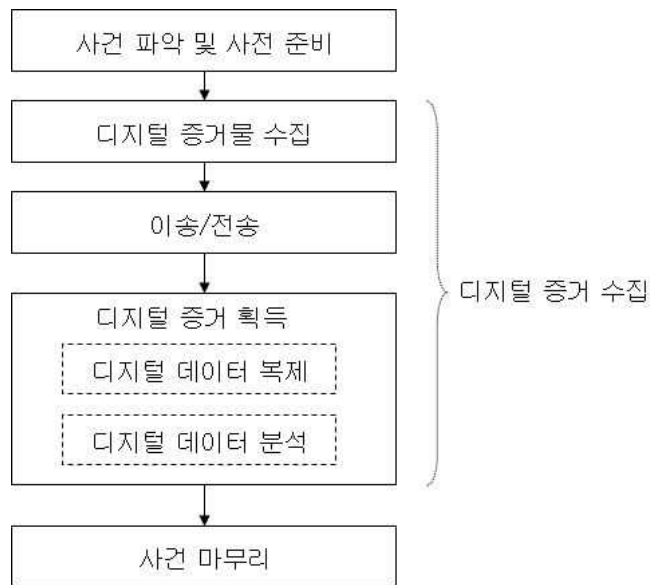 사건 파악 및 사전 준비
디지털 증거물 수집
이송/전송
디지털 증거 획득
디지털 데이터 복제
디지털 데이터 분석
디지털 증거 수집
사건 마무리